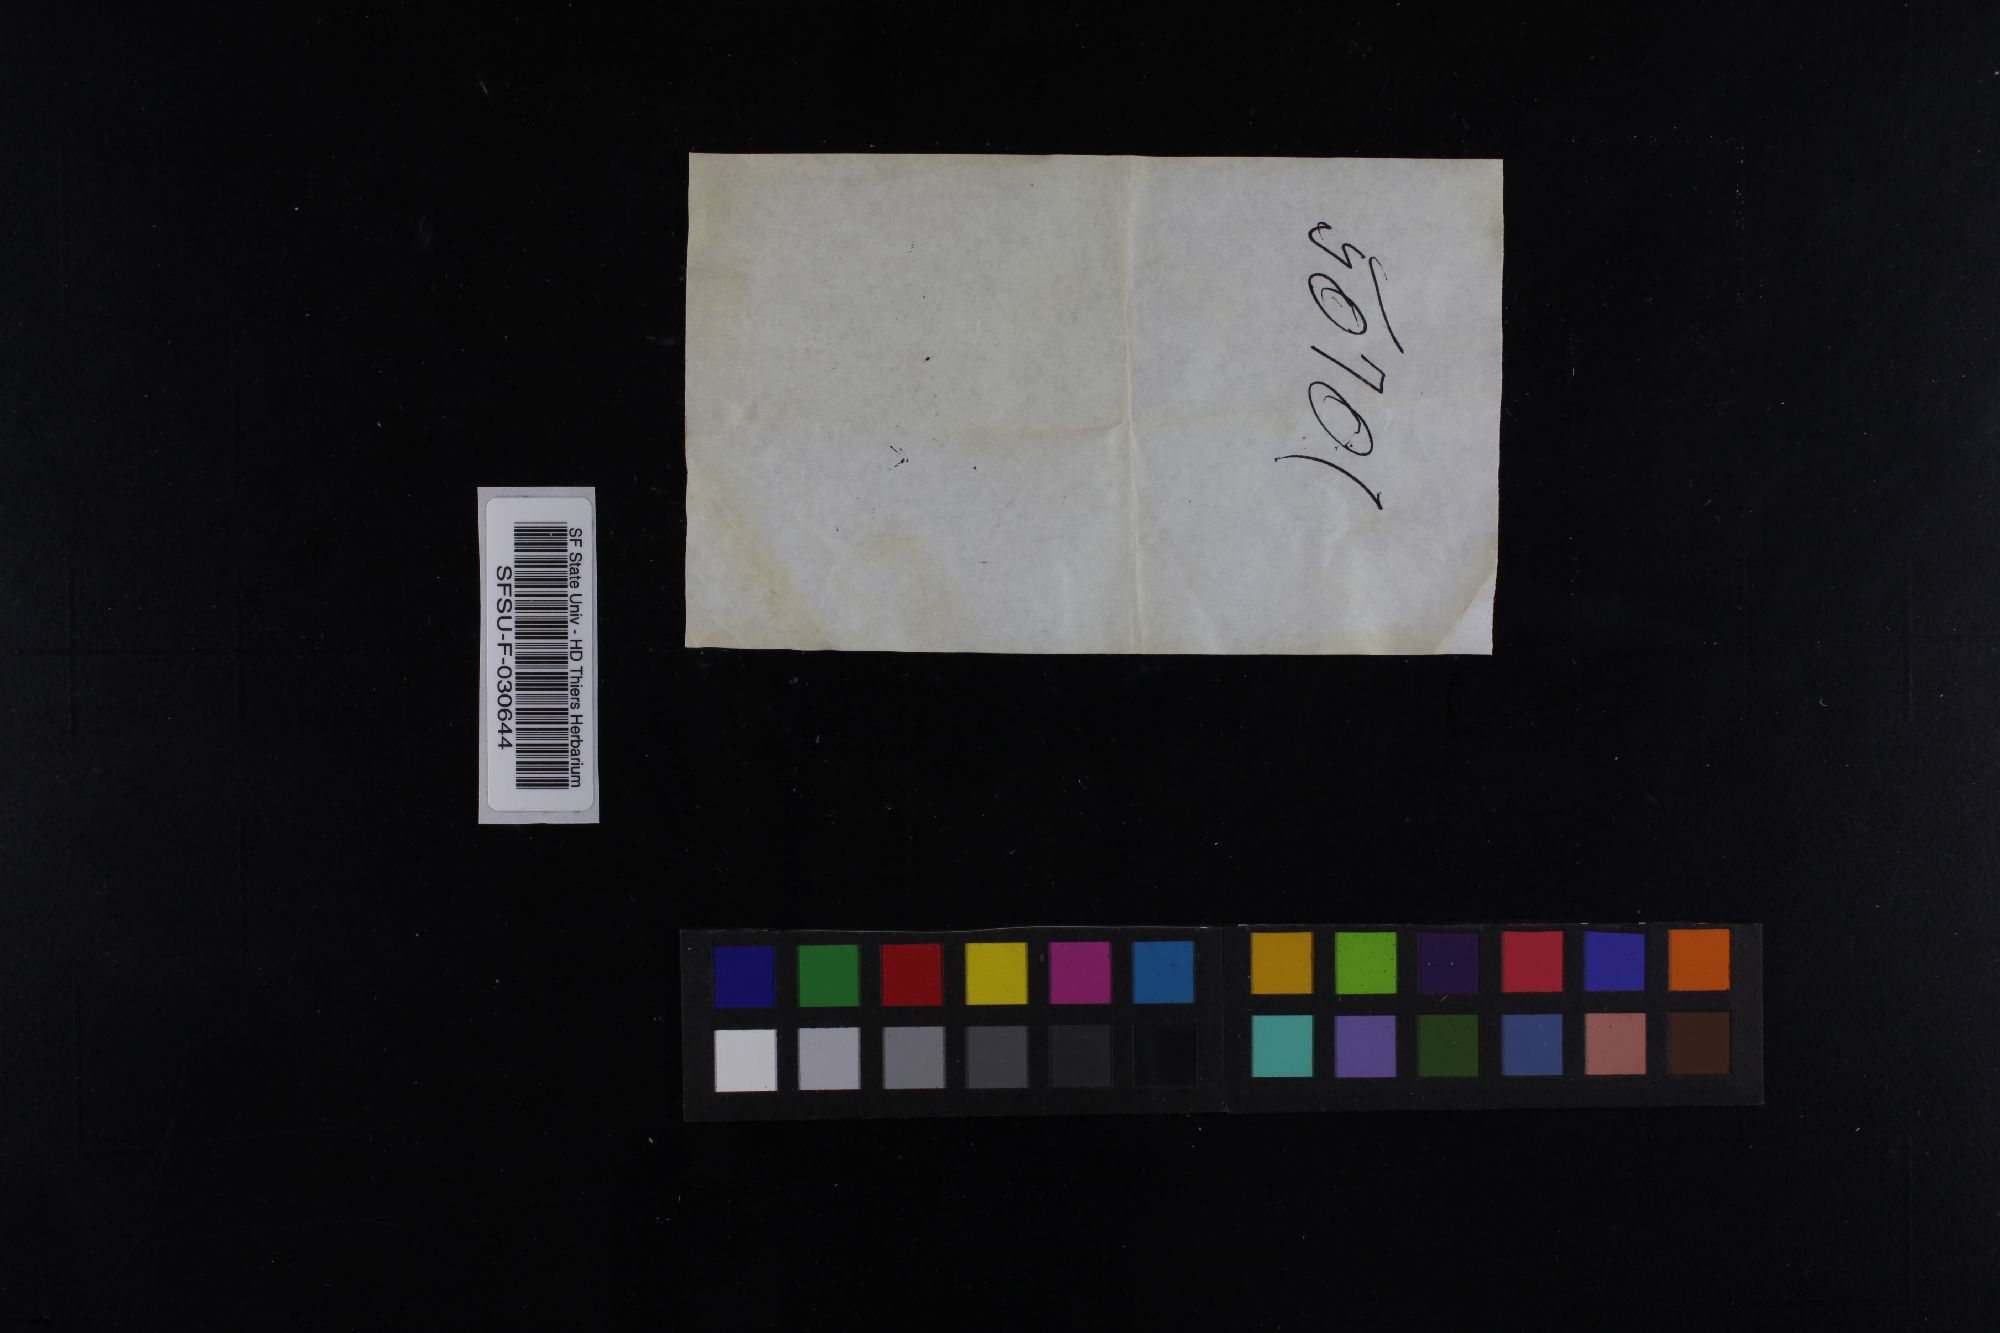 SF State Univ - HD Thiers Herbarium
SFSU-F-030644
50701